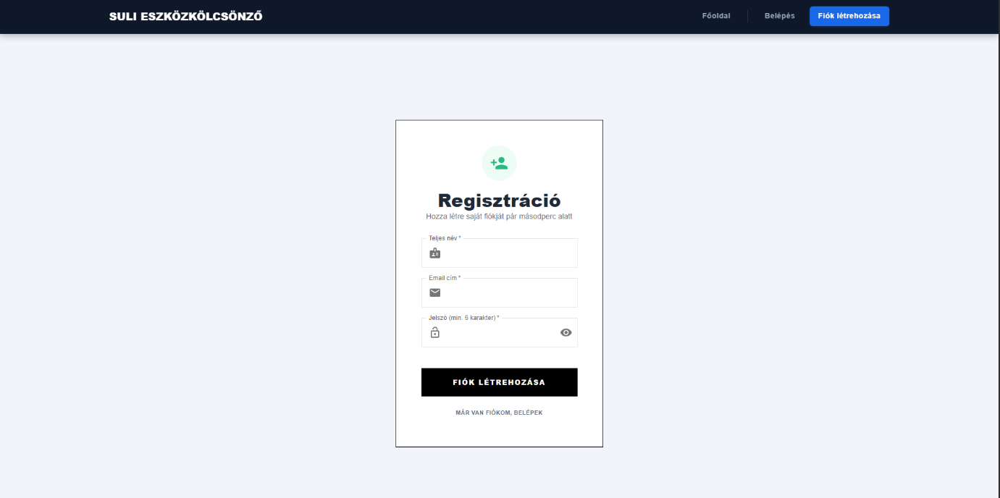 SULI ESZKÖZKÖLCSÖNZŐ
Főoldal
Belépés
Fiók létrehozása
Regisztráció
Hozza létre saját fiókját pár másodperc alatt
Teljes név *
Email cím *
Jelszó (min. 6 karakter) *
FIÓK LÉTREHOZÁSA
MÁR VAN FIÓKOM, BELÉPEK